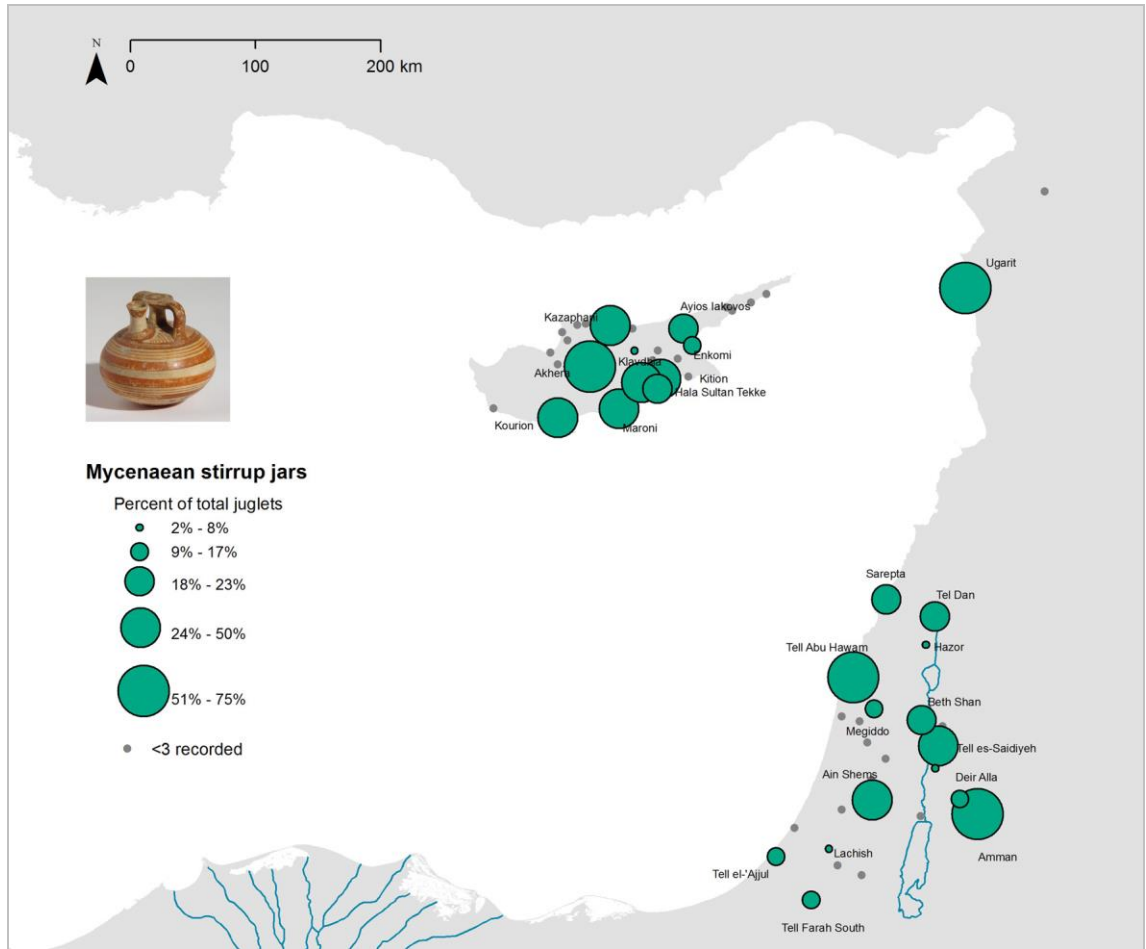 N
0 100 200 km
Ugarit
Ayios Iakovos
Kazaphani
Enkomi
Klavdhia
Akhera
Kition
Hala Sultan Tekke
Kourion
Maroni
Mycenaean stirrup jars
Percent of total juglets
2% - 8%
9% - 17%
18% - 23%
24% - 50%
51% - 75%
<3 recorded
Sarepta
Tel Dan
Tell Abu Hawam
Hazor
Beth Shan
Megiddo
Tell es-Saidiyeh
Ain Shems
Deir Alla
Lachish
Amman
Tell el-'Ajjul
Tell Farah South